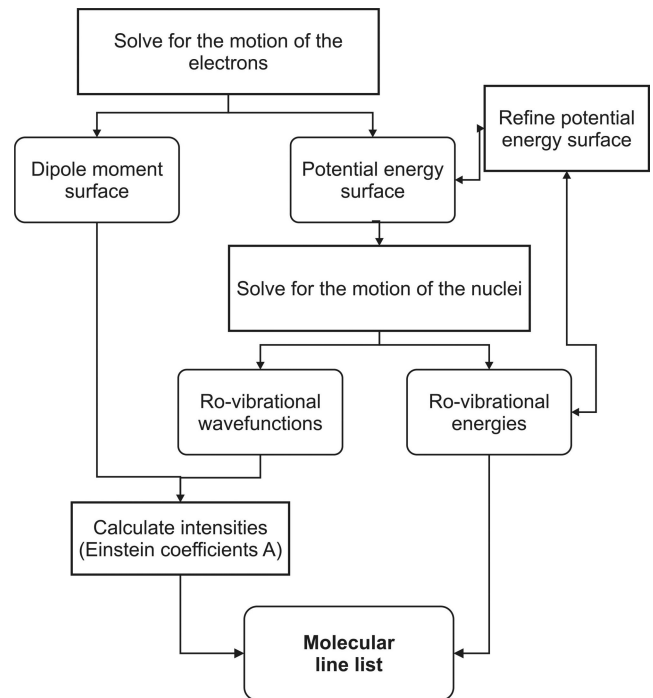 Solve for the motion of the
electrons
Refine potential
energy surface
Dipole moment
surface
Potential energy
surface
Solve for the motion of the nuclei
Ro-vibrational
wavefunctions
Ro-vibrational
energies
Calculate intensities
(Einstein coefficients A)
Molecular
line list